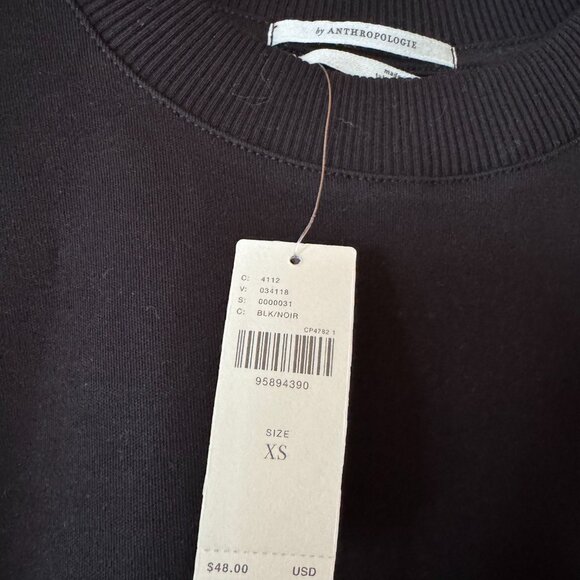 by ANTHROPOLOGIE
C: 4112
V: 034118
S: 0000031
C: BLK/NOIR
CP4782 1
95894390
SIZE
XS
$48.00 USD